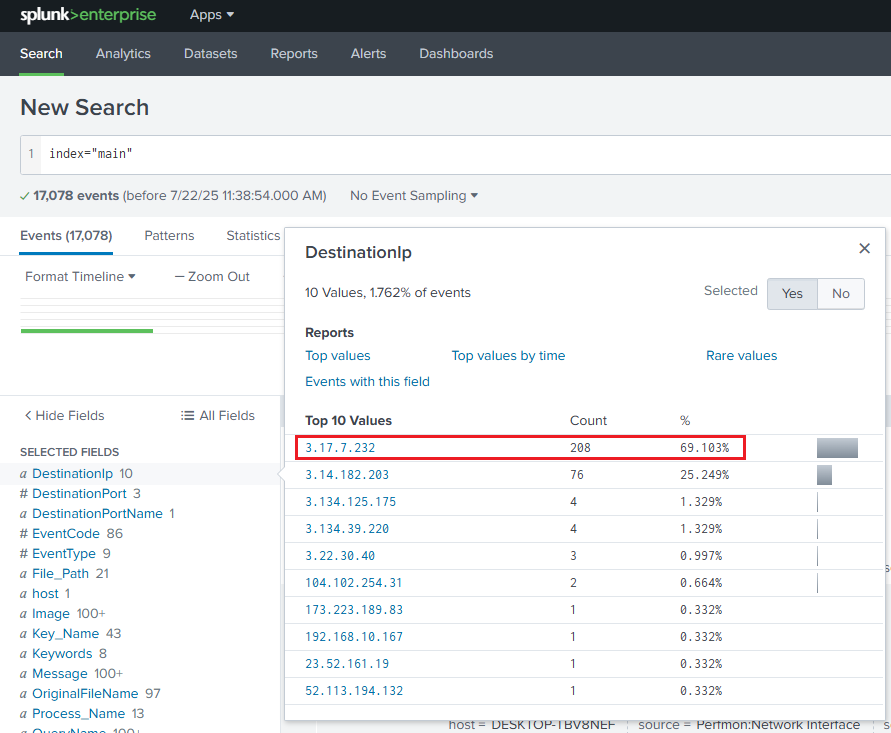 splunk>enterprise Apps
Search Analytics Datasets Reports Alerts Dashboards
New Search
1 index="main"
17,078 events (before 7/22/25 11:38:54.000 AM) No Event Sampling
Events (17,078) Patterns Statistics
Format Timeline — Zoom Out
DestinationIp
10 Values, 1.762% of events
Selected Yes No
Reports
Top values Top values by time Rare values
Events with this field
Top 10 Values Count %
3.17.7.232 208 69.103%
3.14.182.203 76 25.249%
3.134.125.175 4 1.329%
3.134.39.220 4 1.329%
3.22.30.40 3 0.997%
104.102.254.31 2 0.664%
173.223.189.83 1 0.332%
192.168.10.167 1 0.332%
23.52.161.19 1 0.332%
52.113.194.132 1 0.332%
< Hide Fields All Fields
SELECTED FIELDS
a DestinationIp 10
# DestinationPort 3
a DestinationPortName 1
# EventCode 86
# EventType 9
a File_Path 21
a host 1
a Image 100+
a Key_Name 43
a Keywords 8
a Message 100+
a OriginalFileName 97
a Process_Name 13
a QueryName 100+
host = DESKTOP-TBV8NEF source = Perfmon:Network Interface